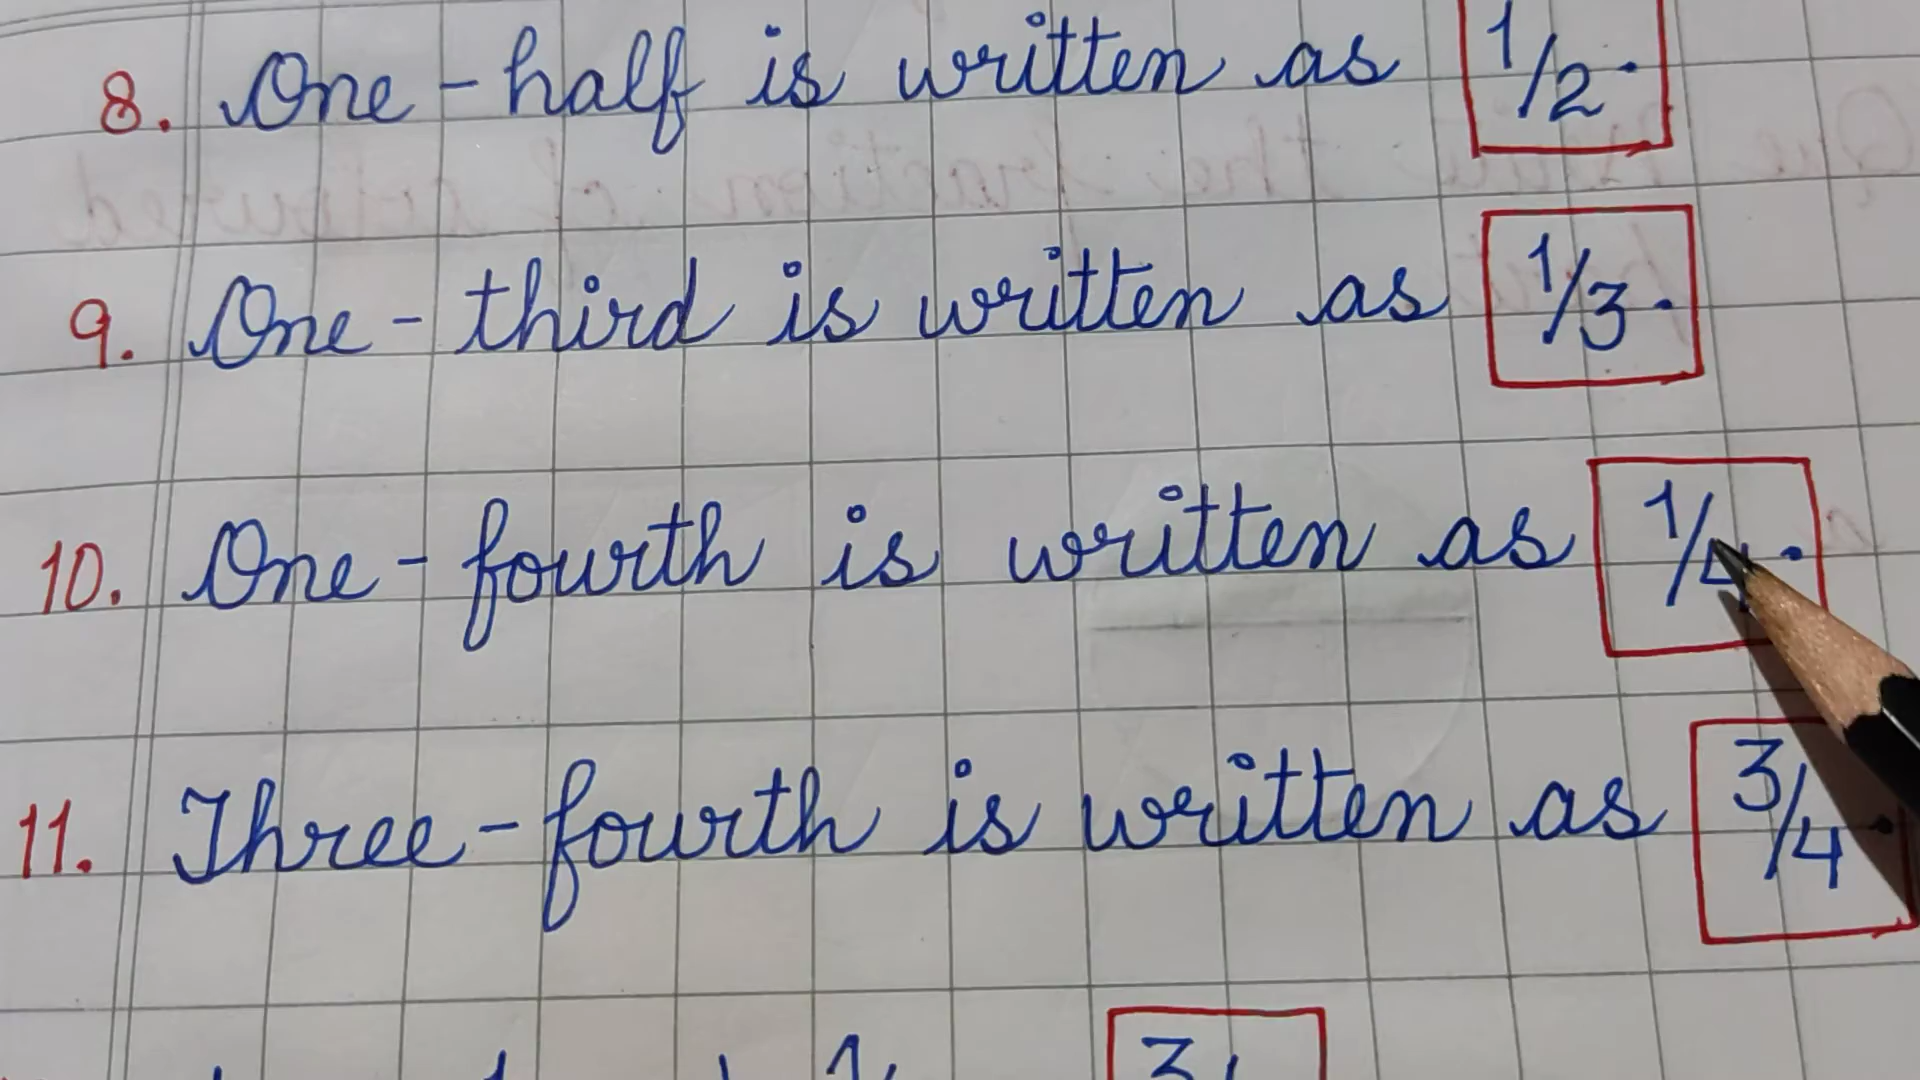 8. One-half is written as 1/2.
9. One-third is written as 1/3.
10. One-fourth is written as 1/4.
11. Three-fourth is written as 3/4.